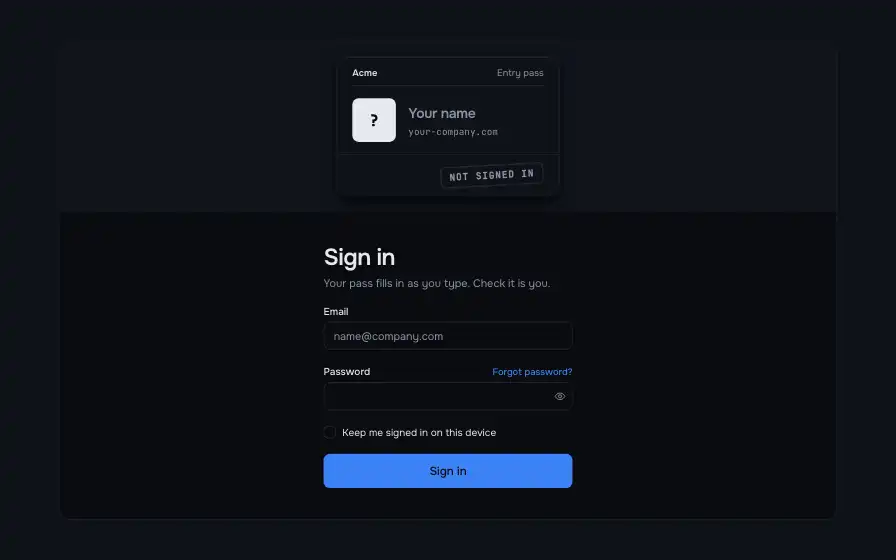 Acme
Entry pass
?
Your name
your-company.com
NOT SIGNED IN
Sign in
Your pass fills in as you type. Check it is you.
Email
name@company.com
Password
Forgot password?
Keep me signed in on this device
Sign in